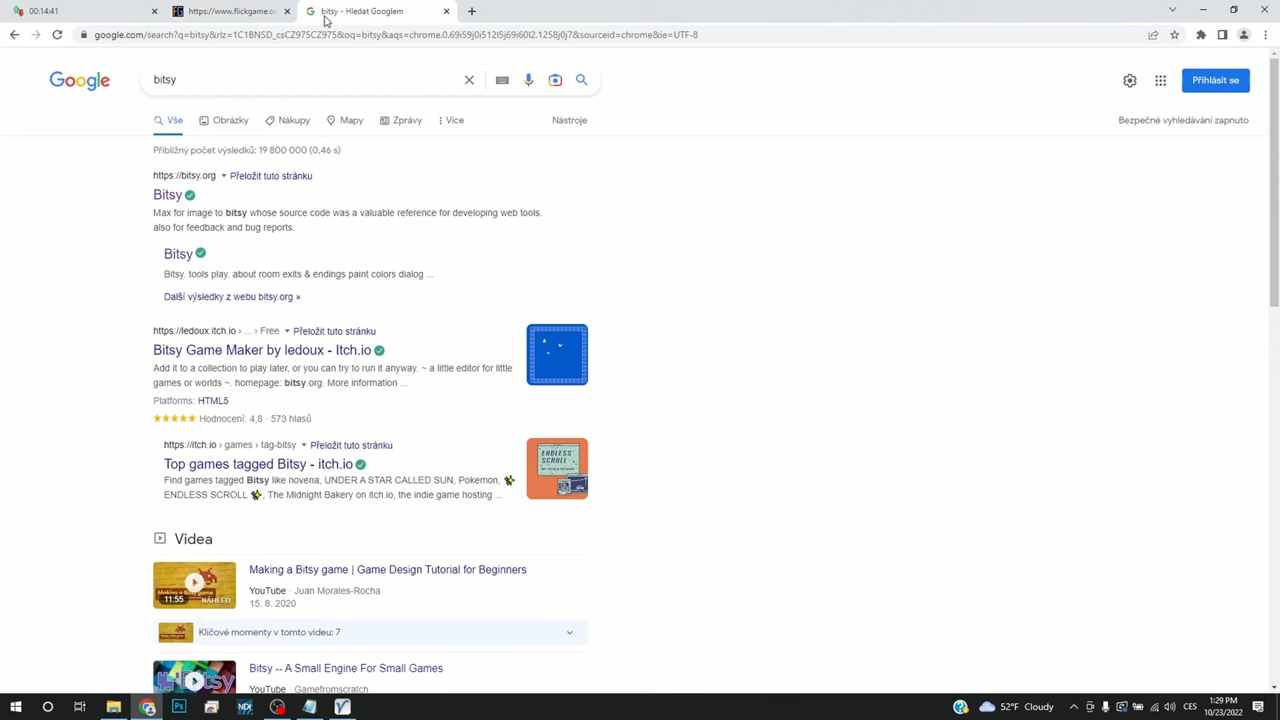 00:14:41
https://www.flickgame.o
bitsy - Hledat Googlem
google.com/search?q=bitsy&rlz=1C1BNSD_csCZ975CZ975&oq=bitsy&aqs=chrome.0.69i59j0i512l5j69i60l2.1258j0j7&sourceid=chrome&ie=UTF-8
Google
bitsy
Přihlásit se
Vše
Obrázky
Nákupy
Mapy
Zprávy
Více
Nástroje
Bezpečné vyhledávání zapnuto
Přibližný počet výsledků: 19 800 000 (0,46 s)
https://bitsy.org Přeložit tuto stránku
Bitsy
Max for image to bitsy whose source code was a valuable reference for developing web tools.
also for feedback and bug reports.
Bitsy
Bitsy. tools play. about room exits & endings paint colors dialog ...
Další výsledky z webu bitsy.org »
https://ledoux.itch.io › ... › Free Přeložit tuto stránku
Bitsy Game Maker by ledoux - Itch.io
Add it to a collection to play later, or you can try to run it anyway. ~ a little editor for little
games or worlds ~. homepage: bitsy.org. More information ...
Platforms: HTML5
Hodnocení: 4,8 · 573 hlasů
https://itch.io › games › tag-bitsy Přeložit tuto stránku
Top games tagged Bitsy - itch.io
Find games tagged Bitsy like novena, UNDER A STAR CALLED SUN, Pokemon,
ENDLESS SCROLL , The Midnight Bakery on itch.io, the indie game hosting ...
ENDLESS
SCROLL
Videa
Making a Bitsy game | Game Design Tutorial for Beginners
YouTube · Juan Morales-Rocha
15. 8. 2020
Making a Bitsy game
11:55
NÁHLED
Klíčové momenty v tomto videu: 7
Bitsy -- A Small Engine For Small Games
YouTube · Gamefromscratch
Bitsy
Ps
NDI
52°F Cloudy
CES
1:29 PM
10/23/2022